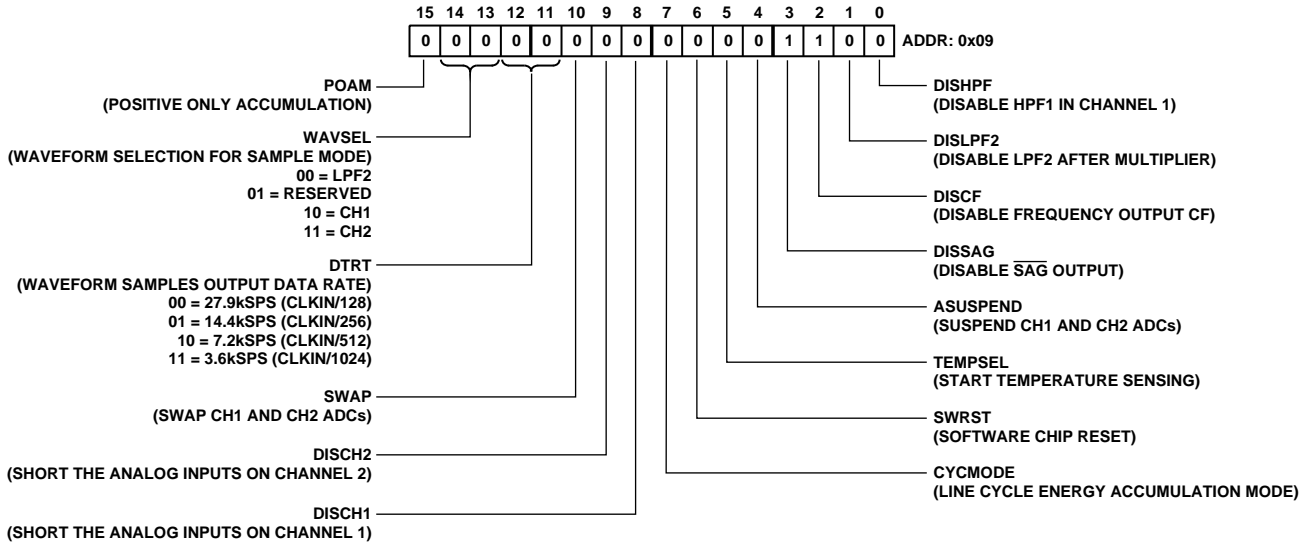 15 14 13 12 11 10 9 8 7 6 5 4 3 2 1 0
0 0 0 0 0 0 0 0 0 0 0 0 1 1 0 0 ADDR: 0x09
POAM
(POSITIVE ONLY ACCUMULATION)
WAVSEL
(WAVEFORM SELECTION FOR SAMPLE MODE)
00 = LPF2
01 = RESERVED
10 = CH1
11 = CH2
DTRT
(WAVEFORM SAMPLES OUTPUT DATA RATE)
00 = 27.9kSPS (CLKIN/128)
01 = 14.4kSPS (CLKIN/256)
10 = 7.2kSPS (CLKIN/512)
11 = 3.6kSPS (CLKIN/1024)
SWAP
(SWAP CH1 AND CH2 ADCs)
DISCH2
(SHORT THE ANALOG INPUTS ON CHANNEL 2)
DISCH1
(SHORT THE ANALOG INPUTS ON CHANNEL 1)
DISHPF
(DISABLE HPF1 IN CHANNEL 1)
DISLPF2
(DISABLE LPF2 AFTER MULTIPLIER)
DISCF
(DISABLE FREQUENCY OUTPUT CF)
DISSAG
(DISABLE SAG OUTPUT)
ASUSPEND
(SUSPEND CH1 AND CH2 ADCs)
TEMPSEL
(START TEMPERATURE SENSING)
SWRST
(SOFTWARE CHIP RESET)
CYCMODE
(LINE CYCLE ENERGY ACCUMULATION MODE)